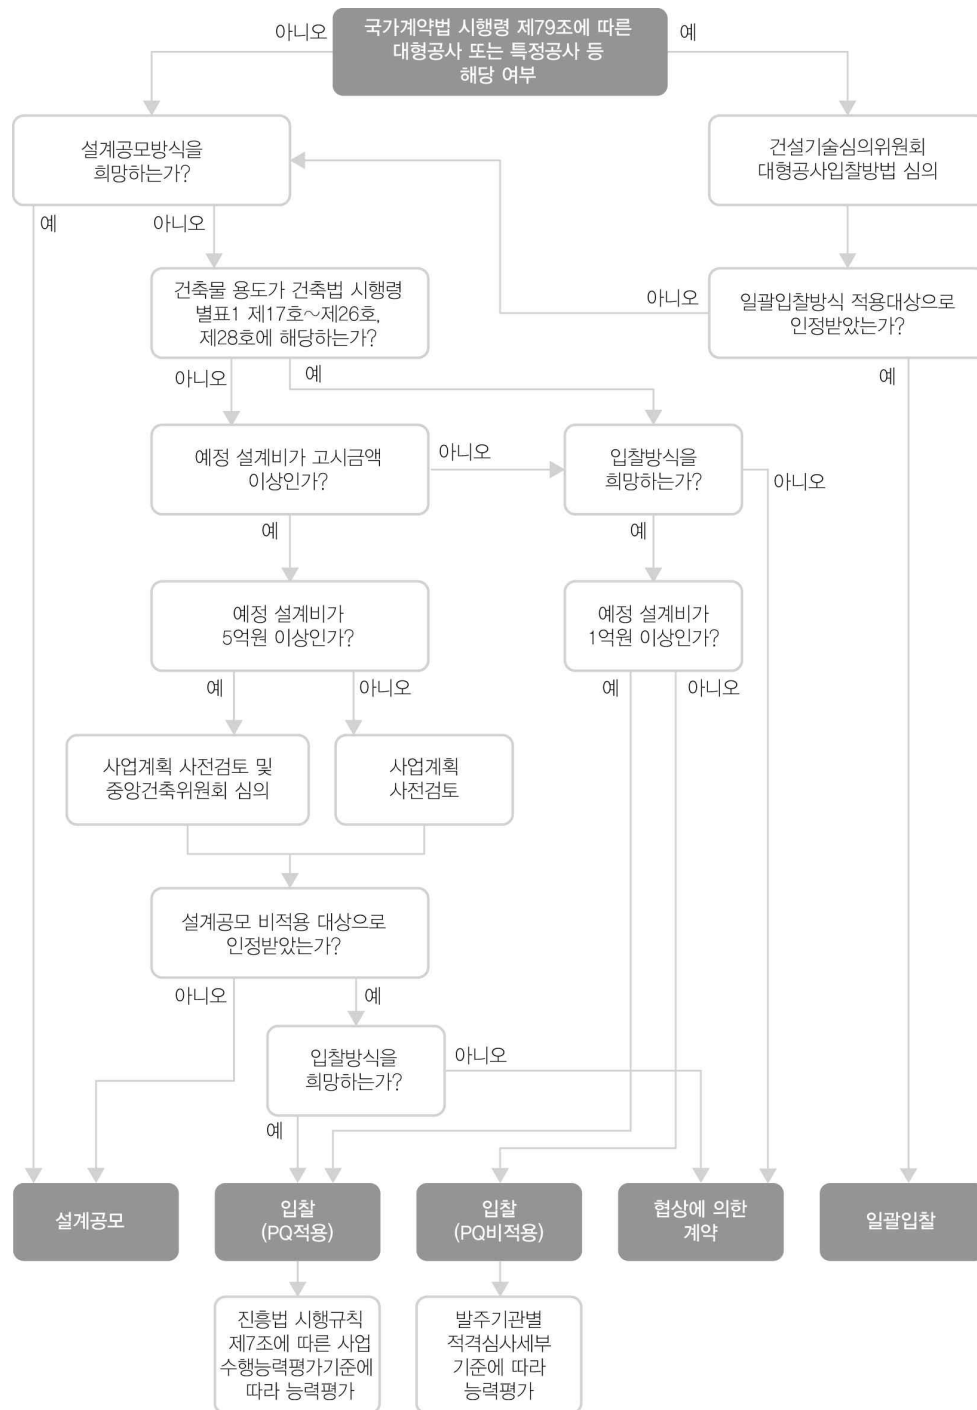 국가계약법 시행령 제79조에 따른
대형공사 또는 특정공사 등
해당 여부
아니오
예
설계공모방식을
희망하는가?
건설기술심의위원회
대형공사입찰방법 심의
예
아니오
건축물 용도가 건축법 시행령
별표1 제17호~제26호,
제28호에 해당하는가?
아니오
일괄입찰방식 적용대상으로
인정받았는가?
아니오
예
예
예정 설계비가 고시금액
이상인가?
아니오
입찰방식을
희망하는가?
아니오
예
예
예정 설계비가
5억원 이상인가?
예정 설계비가
1억원 이상인가?
예
아니오
예
아니오
사업계획 사전검토 및
중앙건축위원회 심의
사업계획
사전검토
설계공모 비적용 대상으로
인정받았는가?
아니오
예
입찰방식을
희망하는가?
아니오
예
설계공모
입찰
(PQ적용)
입찰
(PQ비적용)
협상에 의한
계약
일괄입찰
진흥법 시행규칙
제7조에 따른 사업
수행능력평가기준에
따라 능력평가
발주기관별
적격심사세부
기준에 따라
능력평가